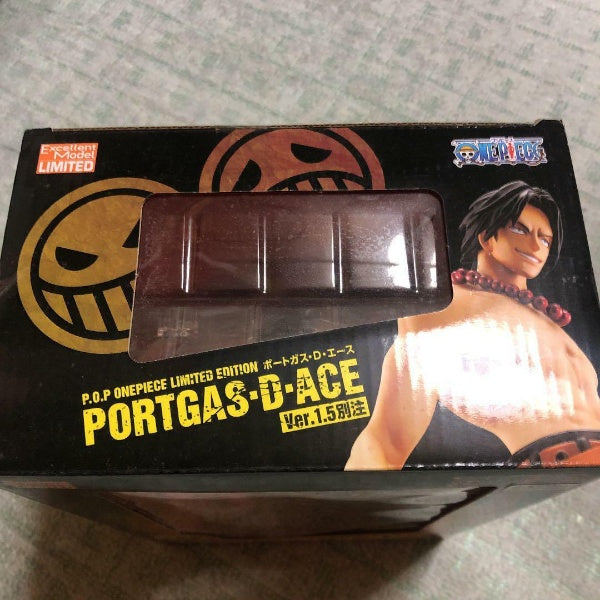 Excellent
Model
LIMITED
ONE PIECE
P.O.P ONEPIECE LIMITED EDITION ポートガス・D・エース
PORTGAS・D・ACE
Ver.1.5別注